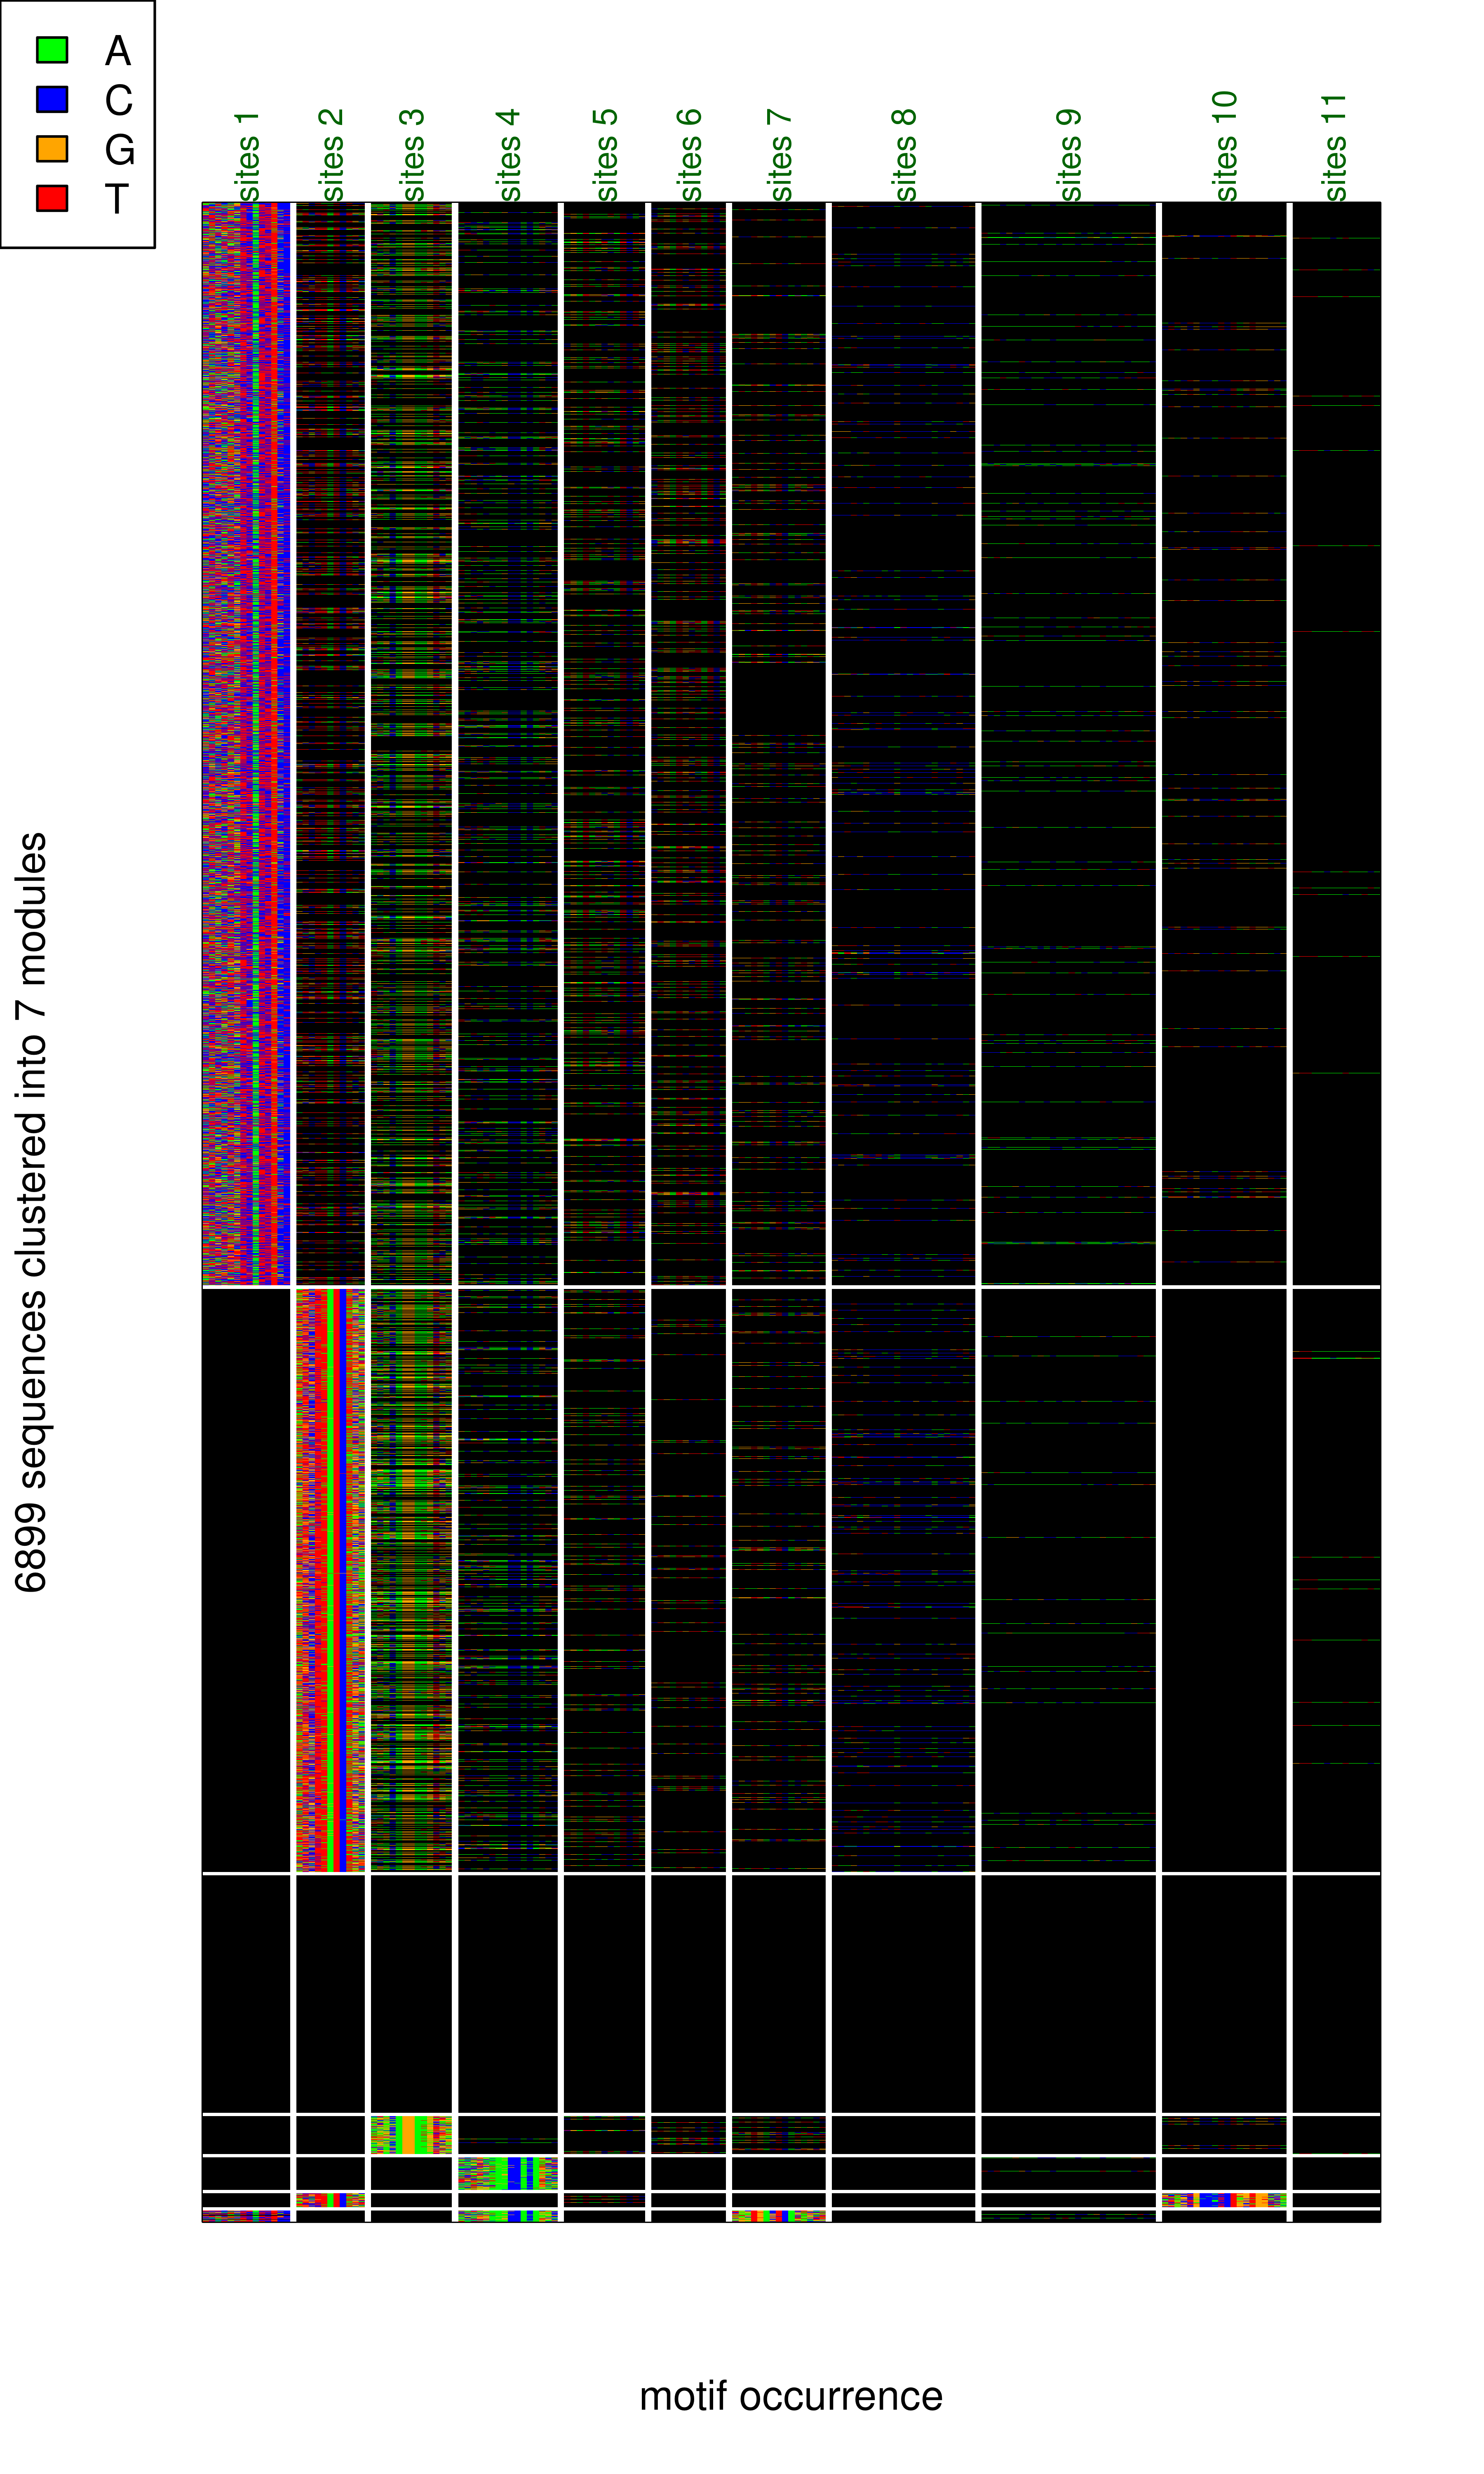 A
C
G
T
sites 1
sites 2
sites 3
sites 4
sites 5
sites 6
sites 7
sites 8
sites 9
sites 10
sites 11
6899 sequences clustered into 7 modules
motif occurrence